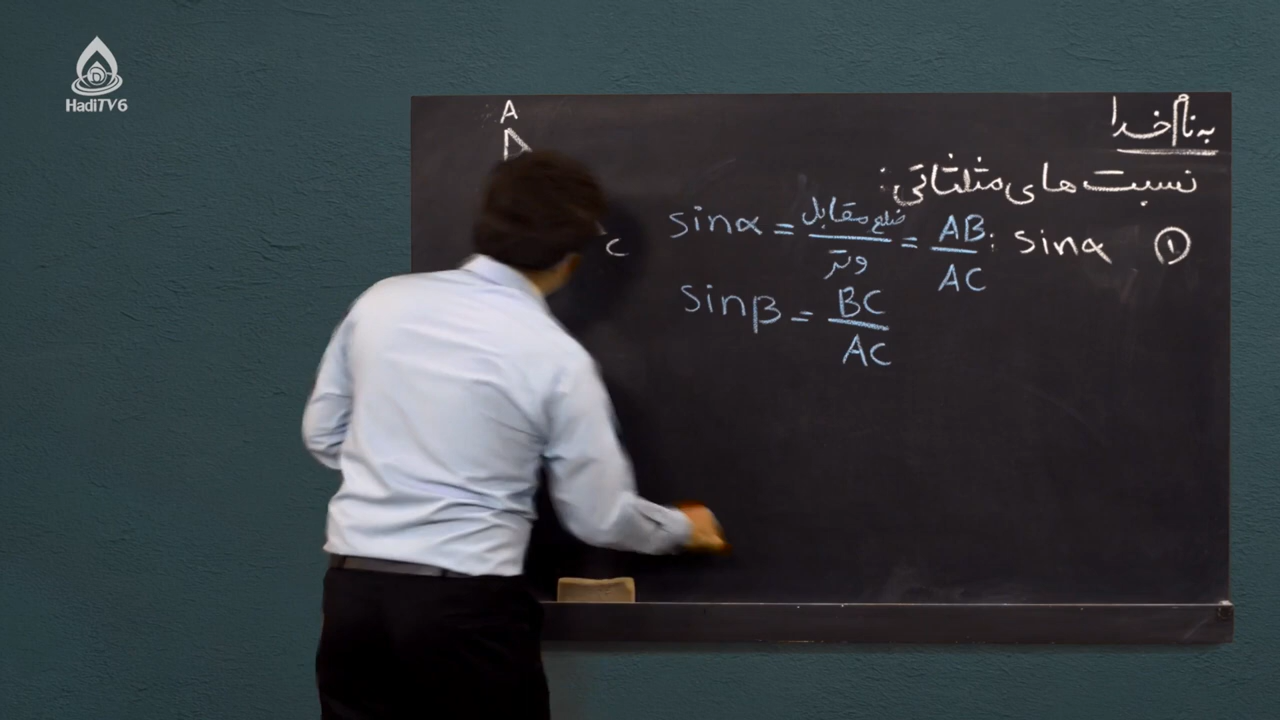 HadiTV6
به نام خدا
نسبت های مثلثاتی:
① sinα :
sinα = ضلع مقابل / وتر = AB / AC
sinβ = BC / AC
A
C